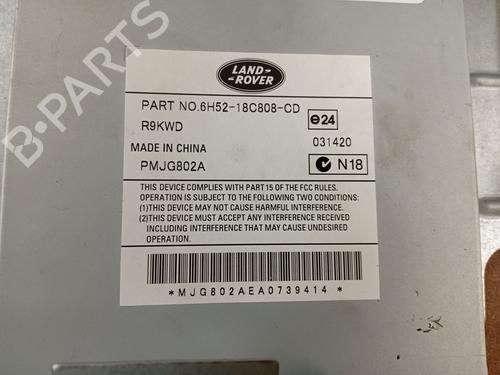 LAND-
ROVER
PART NO.6H52-18C808-CD
R9KWD
e24
MADE IN CHINA
031420
PMJG802A
N18
THIS DEVICE COMPLIES WITH PART 15 OF THE FCC RULES.
OPERATION IS SUBJECT TO THE FOLLOWING TWO CONDITIONS:
(1)THIS DEVICE MAY NOT CAUSE HARMFUL INTERFERENCE.
(2)THIS DEVICE MUST ACCEPT ANY INTERFERENCE RECEIVED
INCLUDING INTERFERENCE THAT MAY CAUSE UNDESIRED
OPERATION.
*MJG802AEA0739414*
B-PARTS